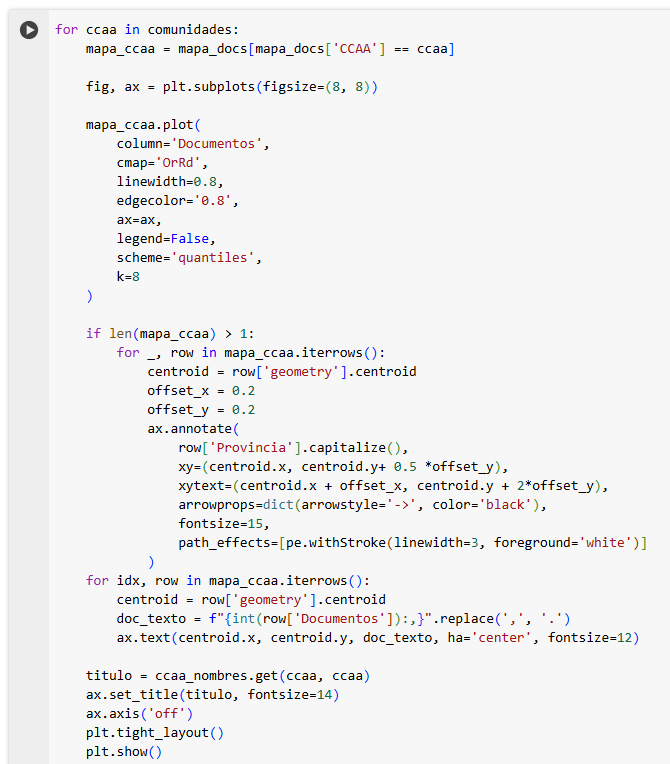 for ccaa in comunidades:
    mapa_ccaa = mapa_docs[mapa_docs['CCAA'] == ccaa]

    fig, ax = plt.subplots(figsize=(8, 8))

    mapa_ccaa.plot(
        column='Documentos',
        cmap='OrRd',
        linewidth=0.8,
        edgecolor='0.8',
        ax=ax,
        legend=False,
        scheme='quantiles',
        k=8
    )

    if len(mapa_ccaa) > 1:
        for _, row in mapa_ccaa.iterrows():
            centroid = row['geometry'].centroid
            offset_x = 0.2
            offset_y = 0.2
            ax.annotate(
                row['Provincia'].capitalize(),
                xy=(centroid.x, centroid.y+ 0.5 *offset_y),
                xytext=(centroid.x + offset_x, centroid.y + 2*offset_y),
                arrowprops=dict(arrowstyle='->', color='black'),
                fontsize=15,
                path_effects=[pe.withStroke(linewidth=3, foreground='white')]
            )
    for idx, row in mapa_ccaa.iterrows():
        centroid = row['geometry'].centroid
        doc_texto = f"{int(row['Documentos']):,}".replace(',', '.')
        ax.text(centroid.x, centroid.y, doc_texto, ha='center', fontsize=12)

    titulo = ccaa_nombres.get(ccaa, ccaa)
    ax.set_title(titulo, fontsize=14)
    ax.axis('off')
    plt.tight_layout()
    plt.show()